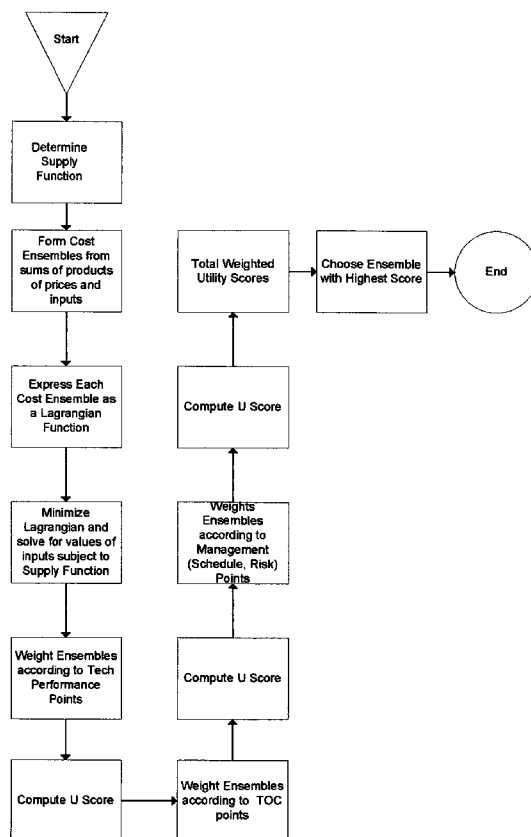 Start
Determine
Supply
Function
Form Cost
Ensembles from
sums of products
of prices and
inputs
Express Each
Cost Ensemble as
a Lagrangian
Function
Minimize
Lagrangian and
solve for values of
inputs subject to
Supply Function
Weight Ensembles
according to Tech
Performance
Points
Compute U Score
Weight Ensembles
according to TOC
points
Compute U Score
Weights
Ensembles
according to
Management
(Schedule, Risk)
Points
Compute U Score
Total Weighted
Utility Scores
Choose Ensemble
with Highest Score
End